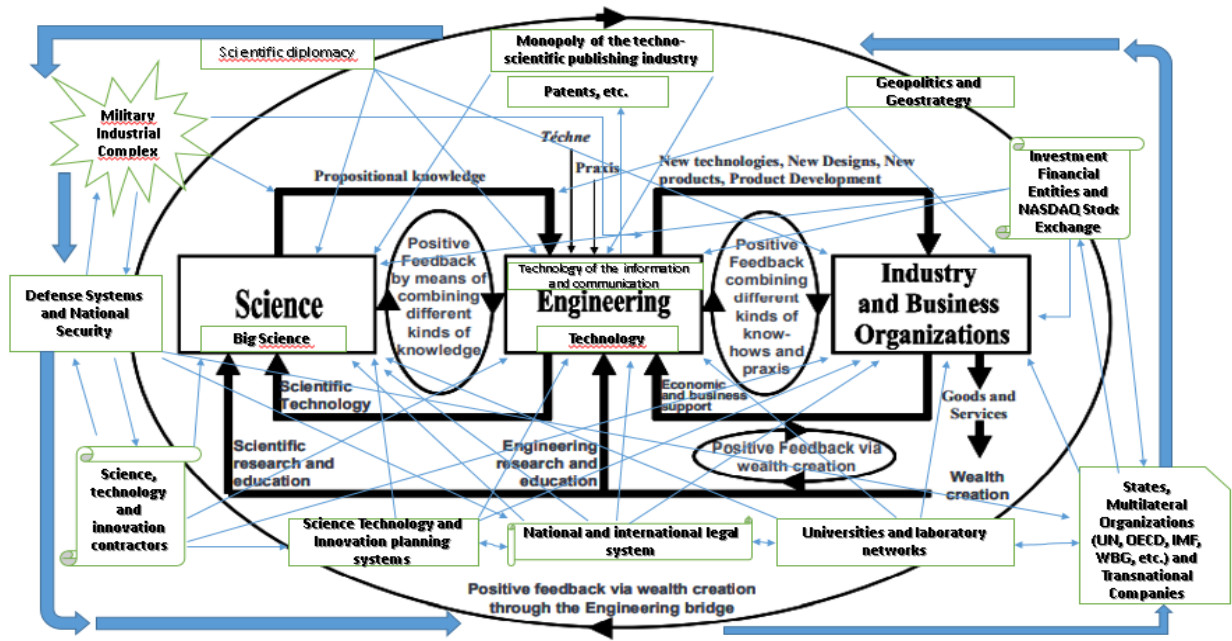 Scientific diplomacy
Monopoly of the techno-
scientific publishing industry
Patents, etc.
Geopolitics and
Geostrategy
Military
Industrial
Complex
Téchne
Praxis
Propositional knowledge
New technologies, New Designs, New
products, Product Development
Investment
Financial
Entities and
NASDAQ Stock
Exchange
Positive
Feedback
by means of
combining
different
kinds of
knowledge
Positive
Feedback
combining
different
kinds of
know-
hows and
praxis
Science
Big Science
Technology of the information
and communication
Engineering
Technology
Industry
and Business
Organizations
Defense Systems
and National
Security
Scientific
Technology
Economic
and business
support
Goods and
Services
Scientific
research and
education
Engineering
research and
education
Positive Feedback via
wealth creation
Wealth
creation
Science,
technology
and
innovation
contractors
Science Technology and
Innovation planning
systems
National and international legal
system
Universities and laboratory
networks
States,
Multilateral
Organizations
(UN, OECD, IMF,
WBG, etc.) and
Transnational
Companies
Positive feedback via wealth creation
through the Engineering bridge